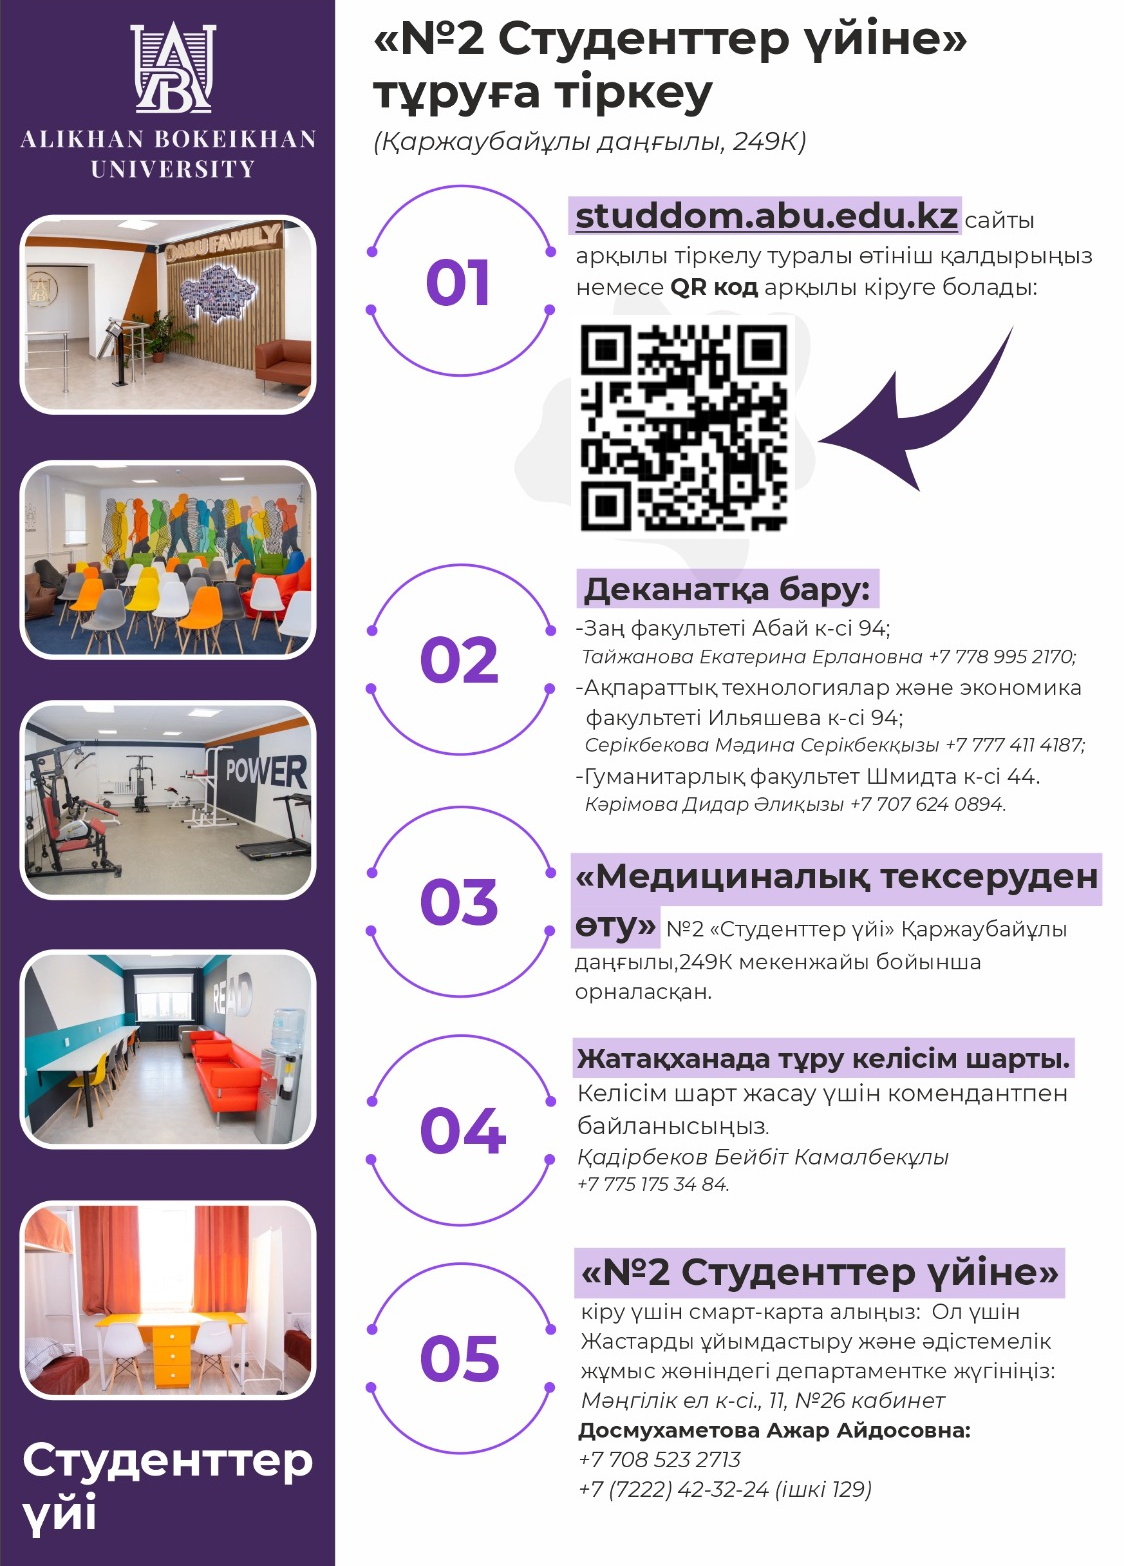 ALIKHAN BOKEIKHAN
UNIVERSITY
ABU FAMILY
POWER
READ
Студенттер
үйі
«№2 Студенттер үйіне»
тұруға тіркеу
(Қаржаубайұлы даңғылы, 249К)
01
studdom.abu.edu.kz сайты
арқылы тіркелу туралы өтініш қалдырыңыз
немесе QR код арқылы кіруге болады:
02
Деканатқа бару:
-Заң факультеті Абай к-сі 94;
Тайжанова Екатерина Ерлановна +7 778 995 2170;
-Ақпараттық технологиялар және экономика
факультеті Ильяшева к-сі 94;
Серікбекова Мәдина Серікбекқызы +7 777 411 4187;
-Гуманитарлық факультет Шмидта к-сі 44.
Кәрімова Дидар Әлиқызы +7 707 624 0894.
03
«Медициналық тексеруден
өту» №2 «Студенттер үйі» Қаржаубайұлы
даңғылы,249К мекенжайы бойынша
орналасқан.
04
Жатақханада тұру келісім шарты.
Келісім шарт жасау үшін комендантпен
байланысыңыз.
Қадірбеков Бейбіт Камалбекұлы
+7 775 175 34 84.
05
«№2 Студенттер үйіне»
кіру үшін смарт-карта алыңыз: Ол үшін
Жастарды ұйымдастыру және әдістемелік
жұмыс жөніндегі департаментке жүгініңіз:
Мәңгілік ел к-сі., 11, №26 кабинет
Досмухаметова Ажар Айдосовна:
+7 708 523 2713
+7 (7222) 42-32-24 (ішкі 129)